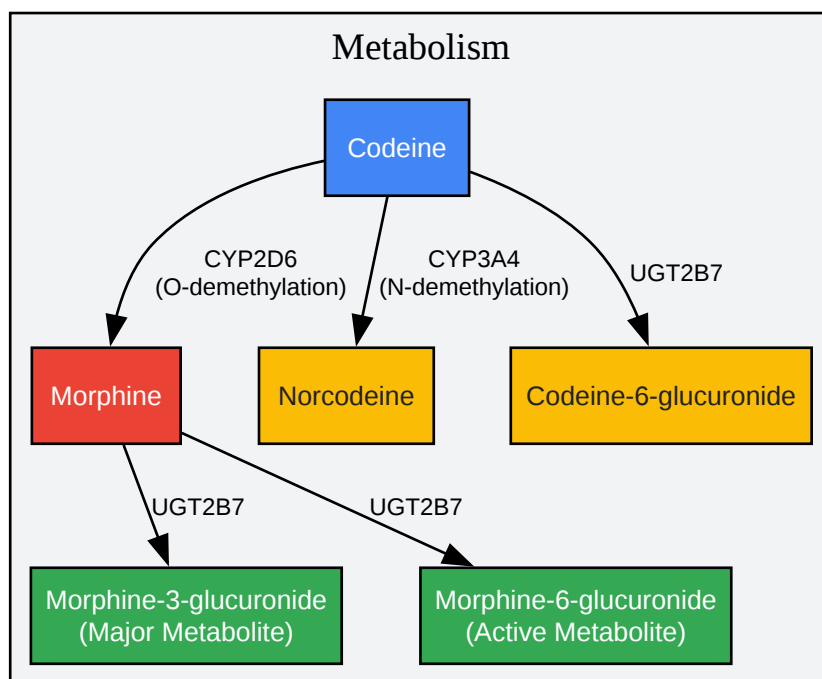 Metabolism
Codeine
CYP2D6
(O-demethylation)
CYP3A4
(N-demethylation)
UGT2B7
Morphine
Norcodeine
Codeine-6-glucuronide
UGT2B7
UGT2B7
Morphine-3-glucuronide
(Major Metabolite)
Morphine-6-glucuronide
(Active Metabolite)